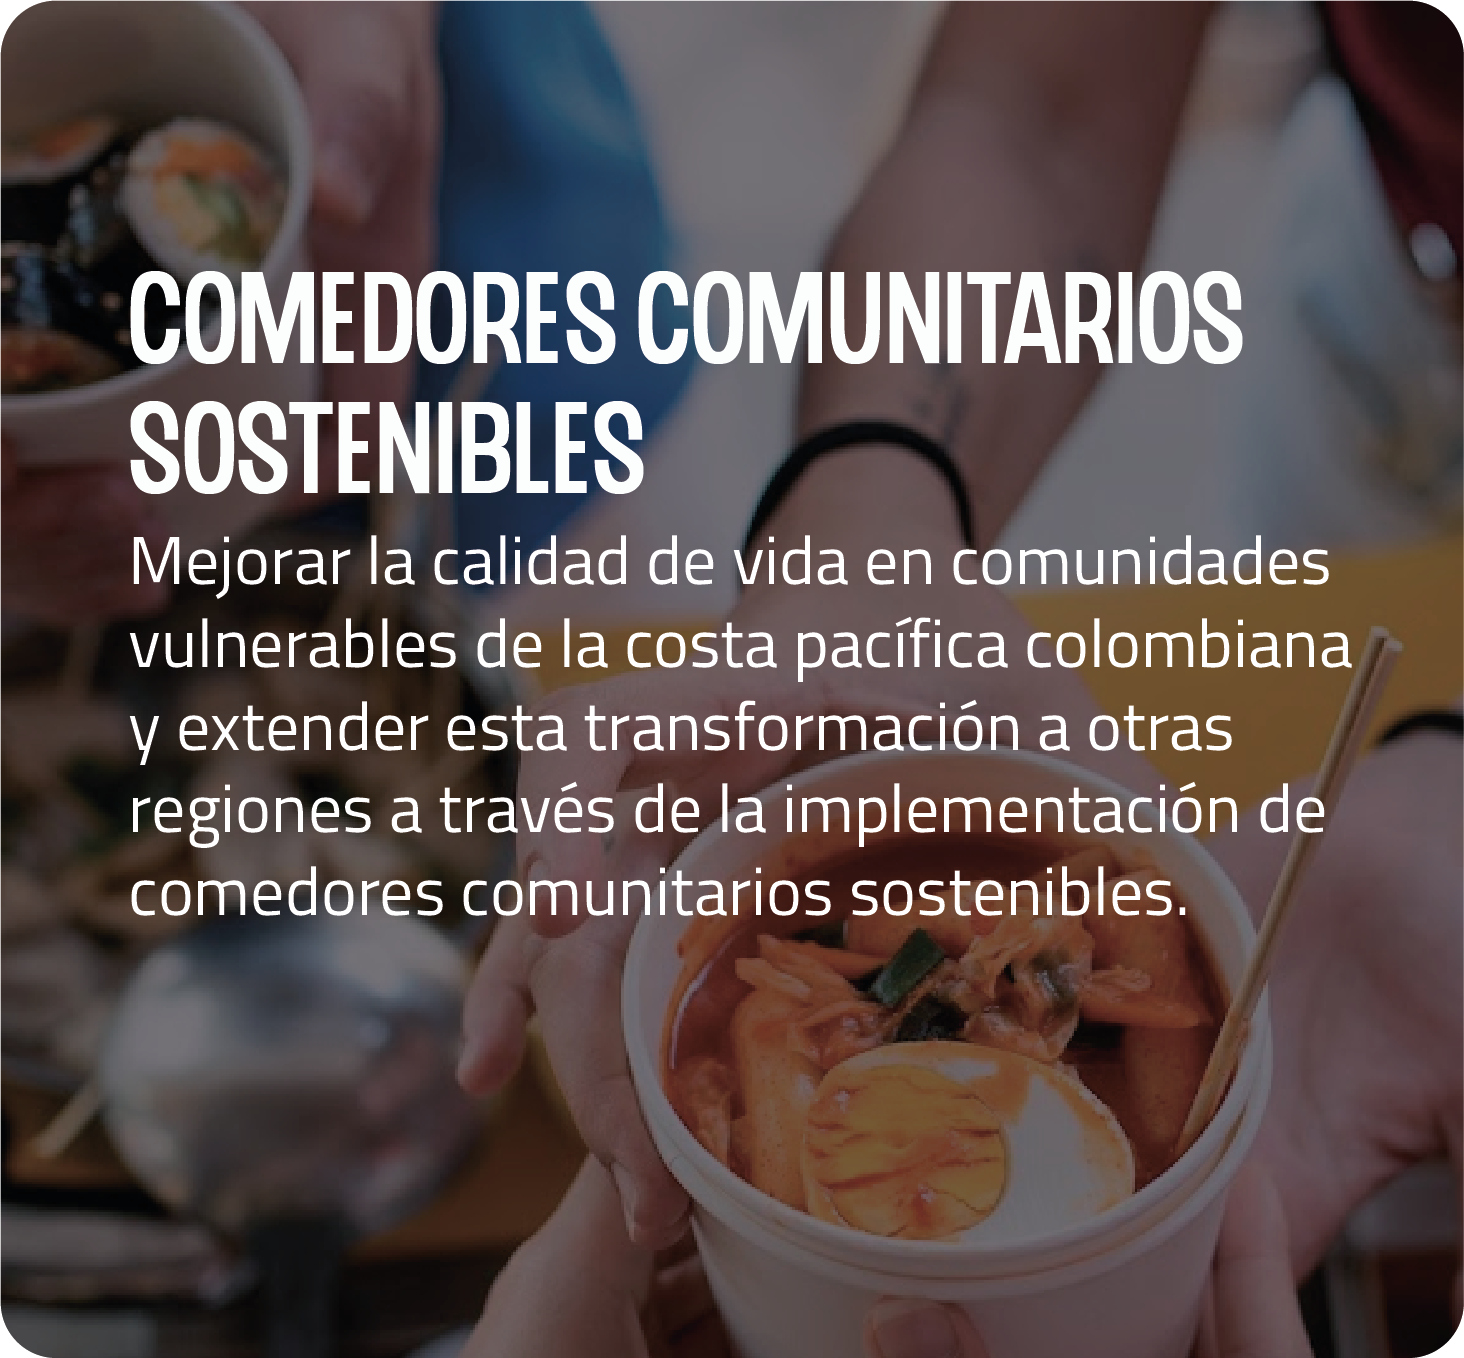 COMEDORES COMUNITARIOS
SOSTENIBLES
Mejorar la calidad de vida en comunidades
vulnerables de la costa pacífica colombiana
y extender esta transformación a otras
regiones a través de la implementación de
comedores comunitarios sostenibles.